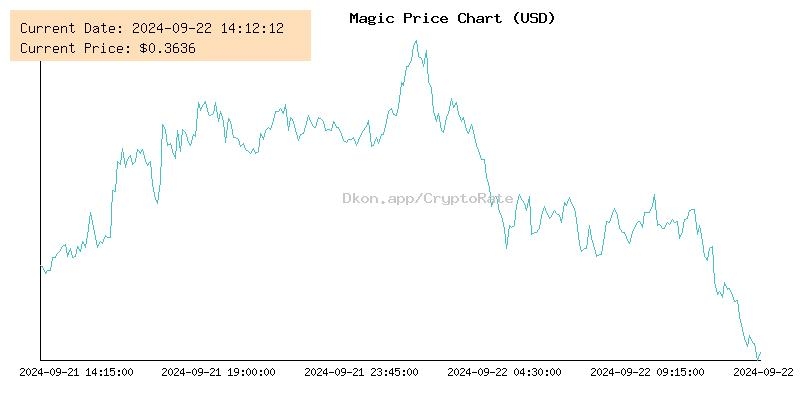 Magic Price Chart (USD)
Current Date: 2024-09-22 14:12:12
Current Price: $0.3636
Dkon.app/CryptoRate
2024-09-21 14:15:00 2024-09-21 19:00:00 2024-09-21 23:45:00 2024-09-22 04:30:00 2024-09-22 09:15:00 2024-09-22